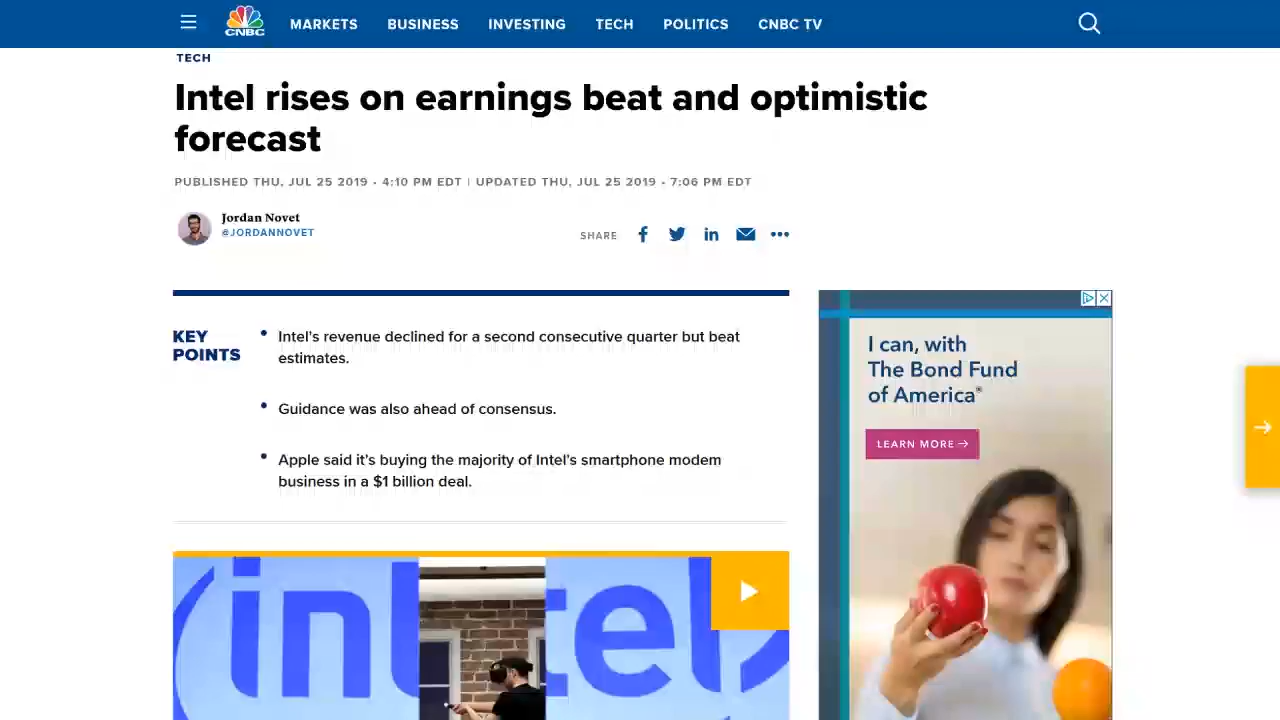 CNBC
MARKETS
BUSINESS
INVESTING
TECH
POLITICS
CNBC TV
TECH
Intel rises on earnings beat and optimistic
forecast
PUBLISHED THU, JUL 25 2019 • 4:10 PM EDT | UPDATED THU, JUL 25 2019 • 7:06 PM EDT
Jordan Novet
@JORDANNOVET
SHARE
KEY
POINTS
• Intel's revenue declined for a second consecutive quarter but beat
estimates.
• Guidance was also ahead of consensus.
• Apple said it's buying the majority of Intel's smartphone modem
business in a $1 billion deal.
I can, with
The Bond Fund
of America®
LEARN MORE →
intel